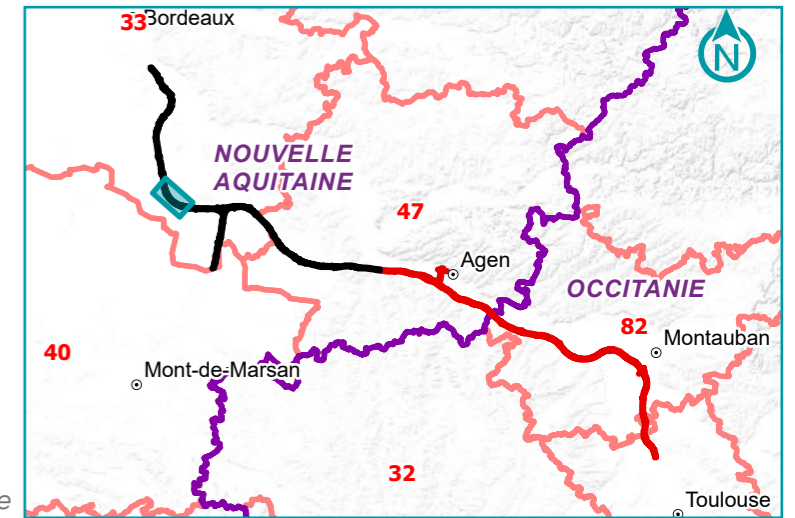 33 Bordeaux
N
NOUVELLE
AQUITAINE
47
Agen
OCCITANIE
82
Montauban
40
Mont-de-Marsan
32
Toulouse
e